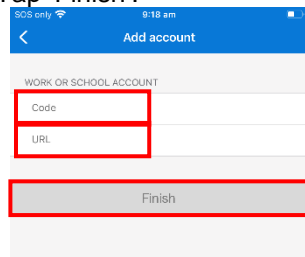 Tap 'Finish'.
SOS only 9:18 am
Add account
WORK OR SCHOOL ACCOUNT
Code
URL
Finish